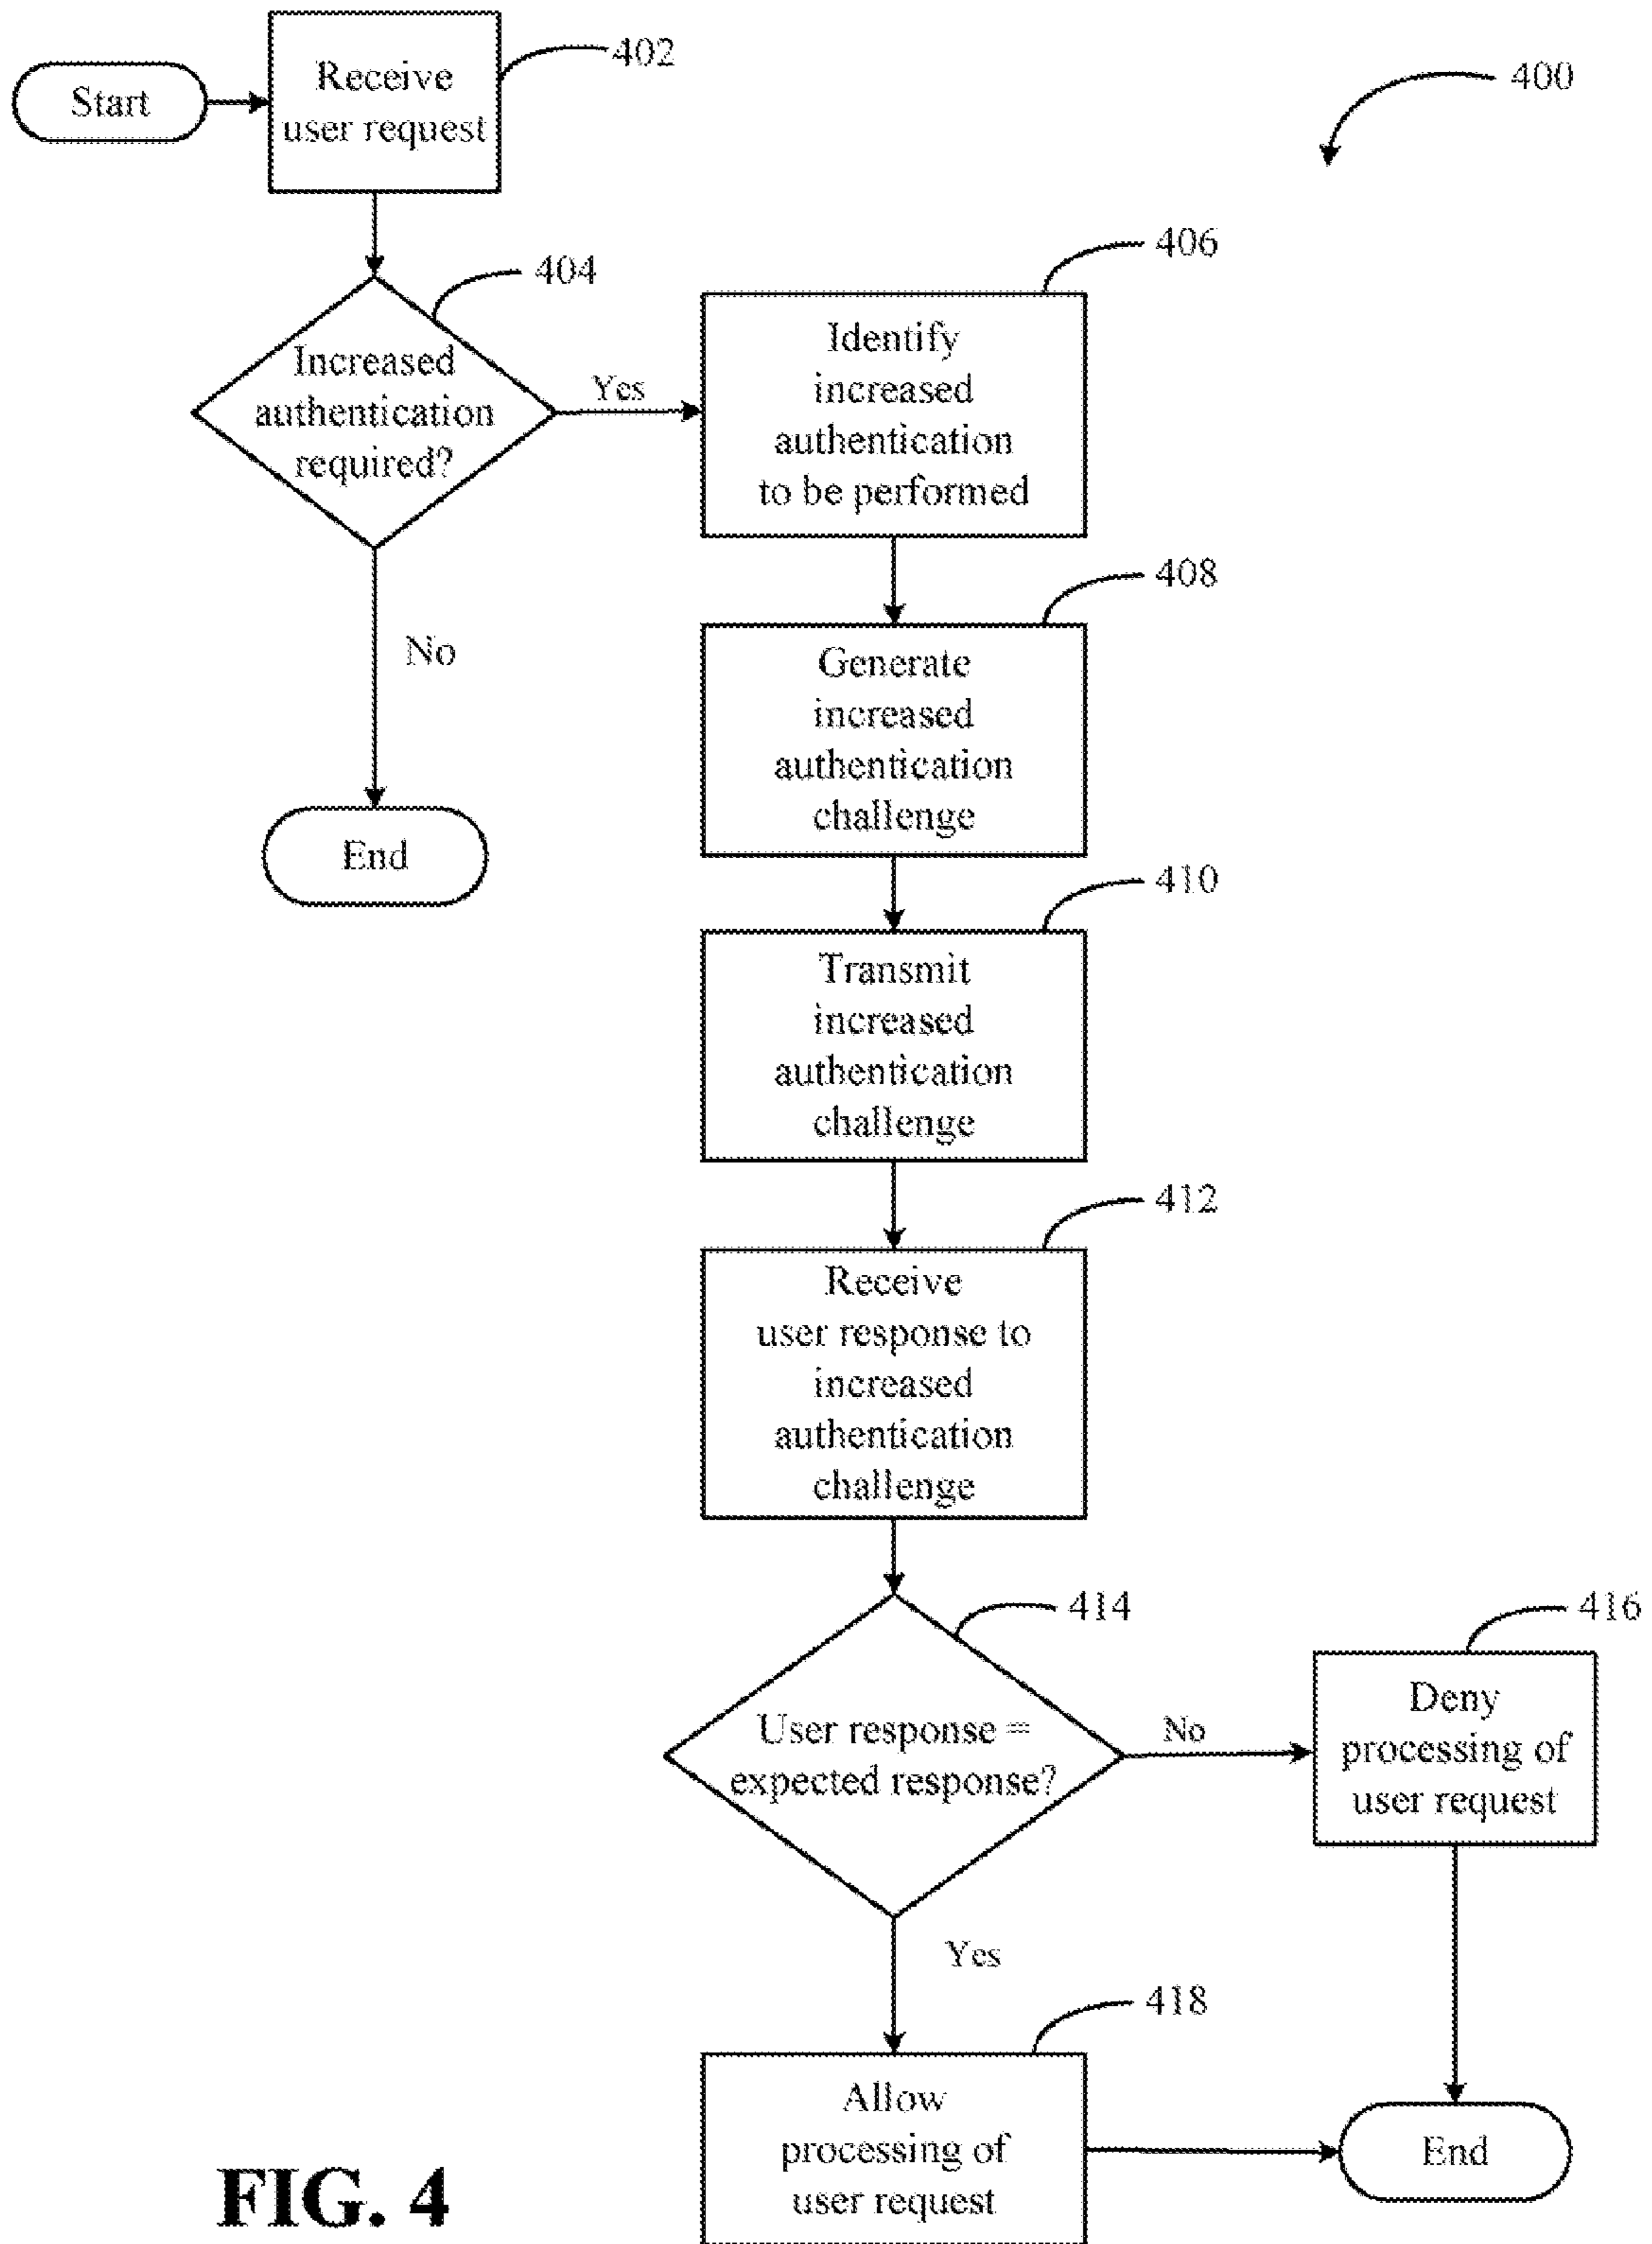 Start
Receive
user request
402
400
404
Increased
authentication
required?
Yes
No
End
406
Identify
increased
authentication
to be performed
408
Generate
increased
authentication
challenge
410
Transmit
increased
authentication
challenge
412
Receive
user response to
increased
authentication
challenge
414
User response =
expected response?
No
416
Deny
processing of
user request
Yes
418
Allow
processing of
user request
End
FIG. 4